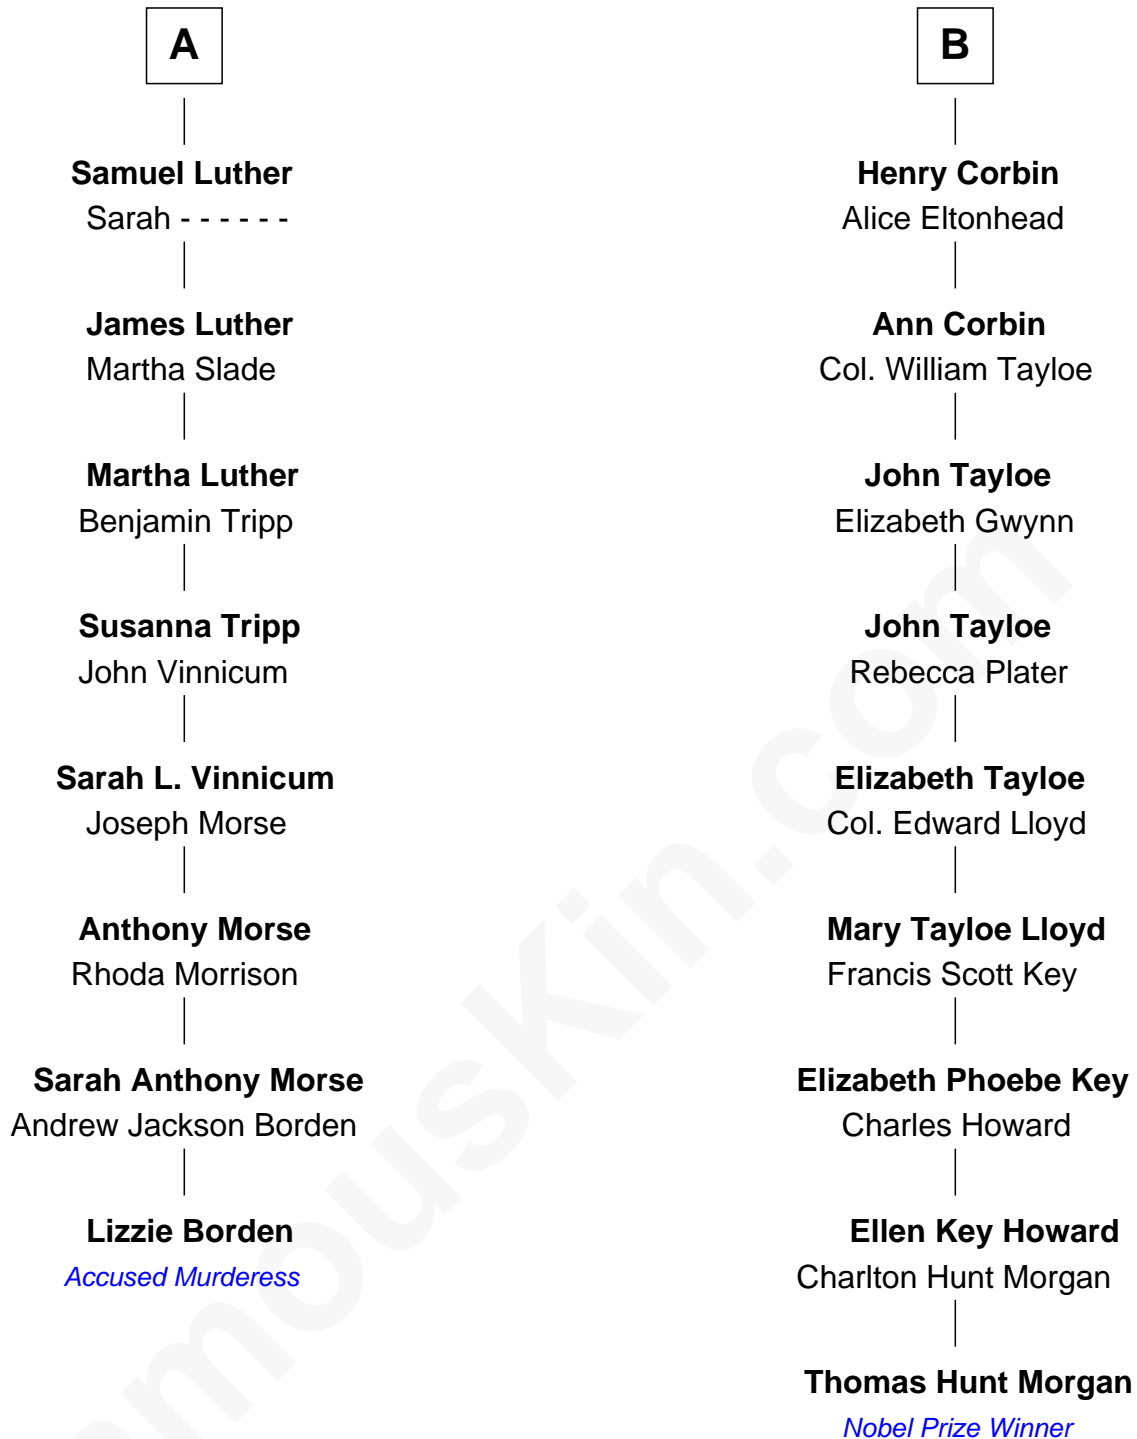 A
Samuel Luther
Sarah - - - - - -
James Luther
Martha Slade
Martha Luther
Benjamin Tripp
Susanna Tripp
John Vinnicum
Sarah L. Vinnicum
Joseph Morse
Anthony Morse
Rhoda Morrison
Sarah Anthony Morse
Andrew Jackson Borden
Lizzie Borden
Accused Murderess
B
Henry Corbin
Alice Eltonhead
Ann Corbin
Col. William Tayloe
John Tayloe
Elizabeth Gwynn
John Tayloe
Rebecca Plater
Elizabeth Tayloe
Col. Edward Lloyd
Mary Tayloe Lloyd
Francis Scott Key
Elizabeth Phoebe Key
Charles Howard
Ellen Key Howard
Charlton Hunt Morgan
Thomas Hunt Morgan
Nobel Prize Winner
mousKin.com